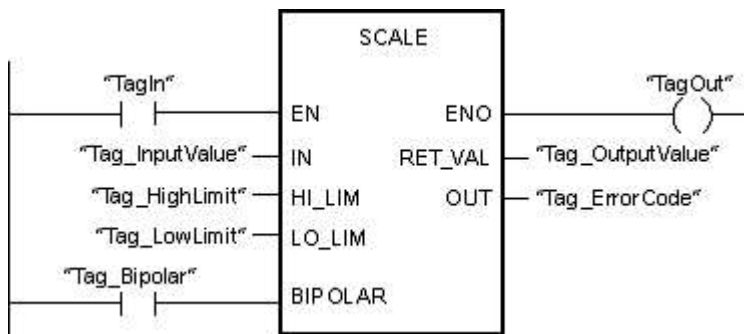 SCALE
"TagIn"
"TagOut"
EN
ENO
"Tag_InputValue"
IN
RET_VAL
"Tag_OutputValue"
"Tag_HighLimit"
HI_LIM
OUT
"Tag_ErrorCode"
"Tag_LowLimit"
LO_LIM
"Tag_Bipolar"
BIPOLAR